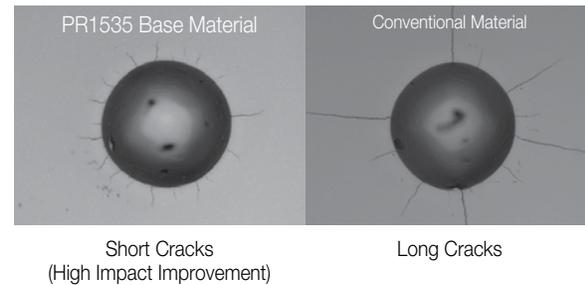 PR1535 Base Material
Conventional Material
Short Cracks
(High Impact Improvement)
Long Cracks